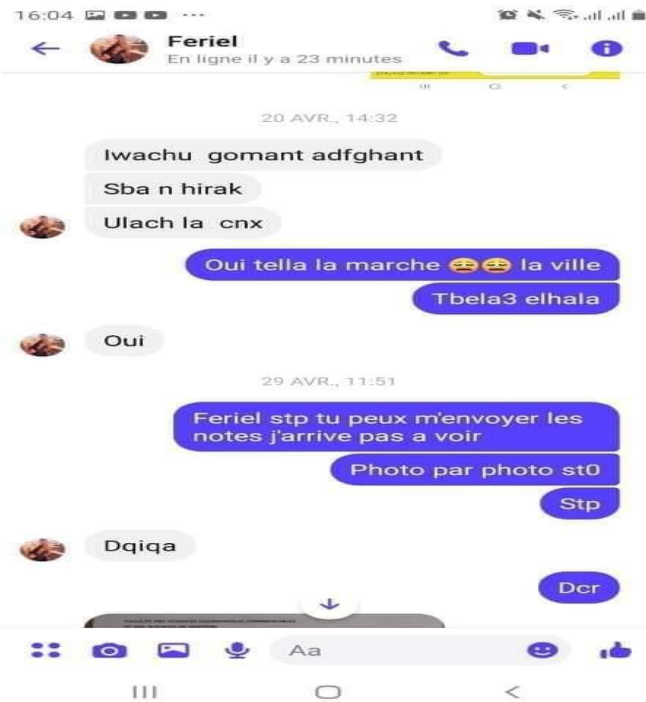 16:04
Feriel
En ligne il y a 23 minutes
20 AVR., 14:32
Iwachu gomant adfghant
Sba n hirak
Ulach la cnx
Oui tella la marche 😩😩 la ville
Tbela3 elhala
Oui
29 AVR., 11:51
Feriel stp tu peux m'envoyer les
notes j'arrive pas a voir
Photo par photo st0
Stp
Dqiqa
Dcr
Aa